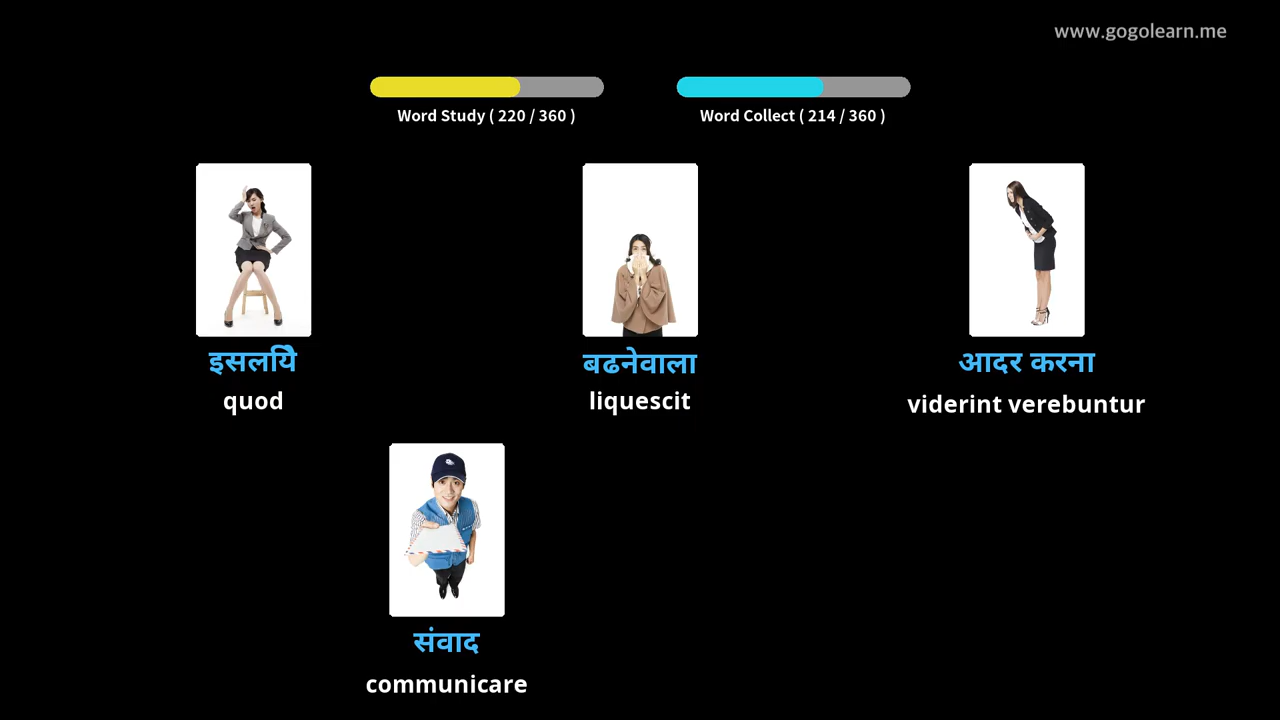 www.gogolearn.me
Word Study ( 220 / 360 )
Word Collect ( 214 / 360 )
इसलयिे
बढनेवाला
आदर करना
quod
liquescit
viderint verebuntur
संवाद
communicare